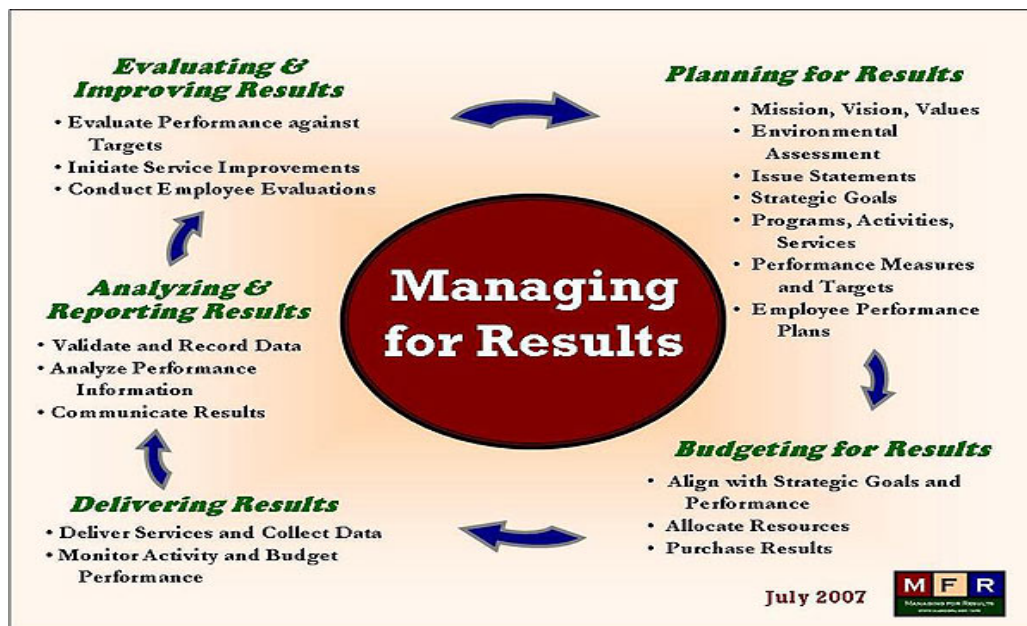 Evaluating &
Improving Results
• Evaluate Performance against
Targets
• Initiate Service Improvements
• Conduct Employee Evaluations
Planning for Results
• Mission, Vision, Values
• Environmental
Assessment
• Issue Statements
• Strategic Goals
• Programs, Activities,
Services
• Performance Measures
and Targets
• Employee Performance
Plans
Managing
for Results
Analyzing &
Reporting Results
• Validate and Record Data
• Analyze Performance
Information
• Communicate Results
Budgeting for Results
• Align with Strategic Goals and
Performance
• Allocate Resources
• Purchase Results
Delivering Results
• Deliver Services and Collect Data
• Monitor Activity and Budget
Performance
July 2007
M F R
Managing for Results